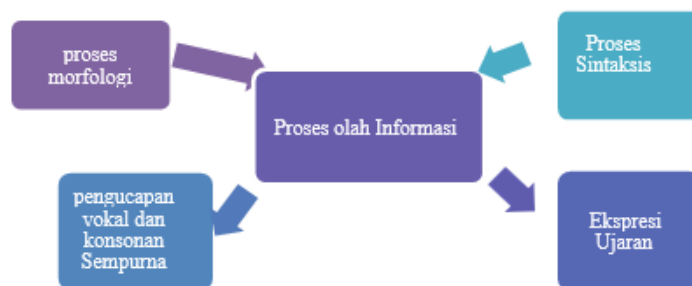 proses
morfologi
Proses
Sintaksis
Proses olah Informasi
pengucapan
vokal dan
konsonan
Sempurna
Ekspresi
Ujaran